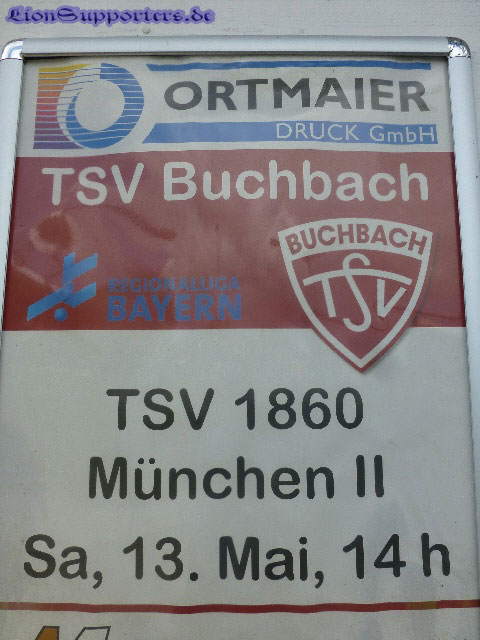 LionSupporters.de
ORTMAIER
DRUCK GmbH
TSV Buchbach
BUCHBACH
TSV
REGIONALLIGA
BAYERN
TSV 1860
München II
Sa, 13. Mai, 14 h